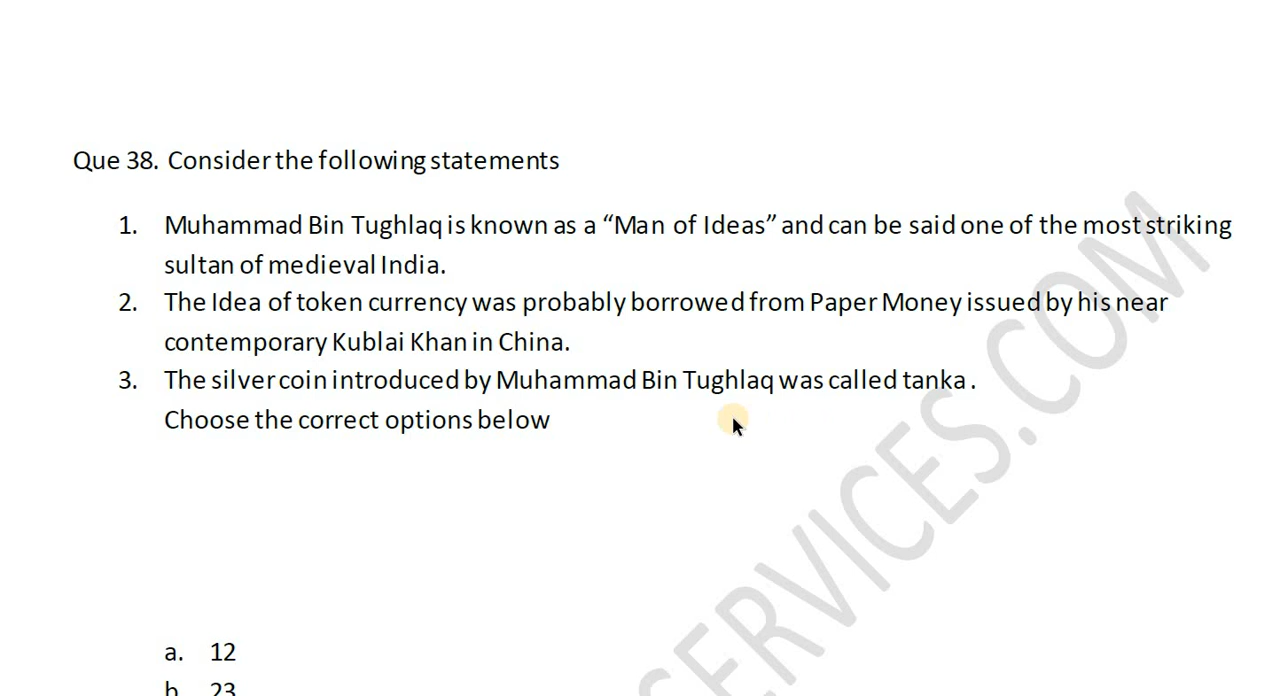 Que 38. Consider the following statements
1. Muhammad Bin Tughlaq is known as a “Man of Ideas” and can be said one of the most striking
sultan of medieval India.
2. The Idea of token currency was probably borrowed from Paper Money issued by his near
contemporary Kublai Khan in China.
3. The silver coin introduced by Muhammad Bin Tughlaq was called tanka.
Choose the correct options below
SERVICES.COM
a. 12
b. 23